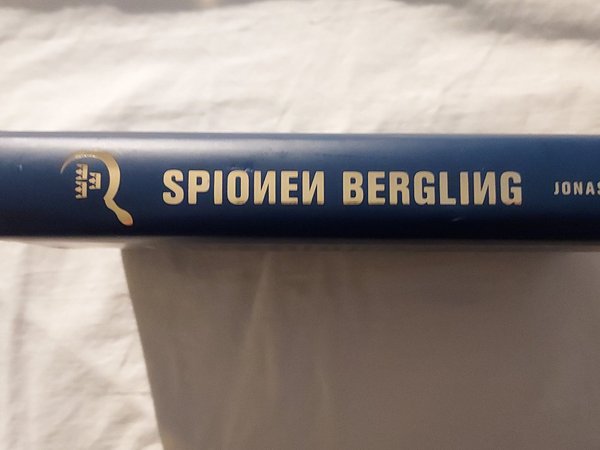 SPIOИEИ BERGLIИG JONAS